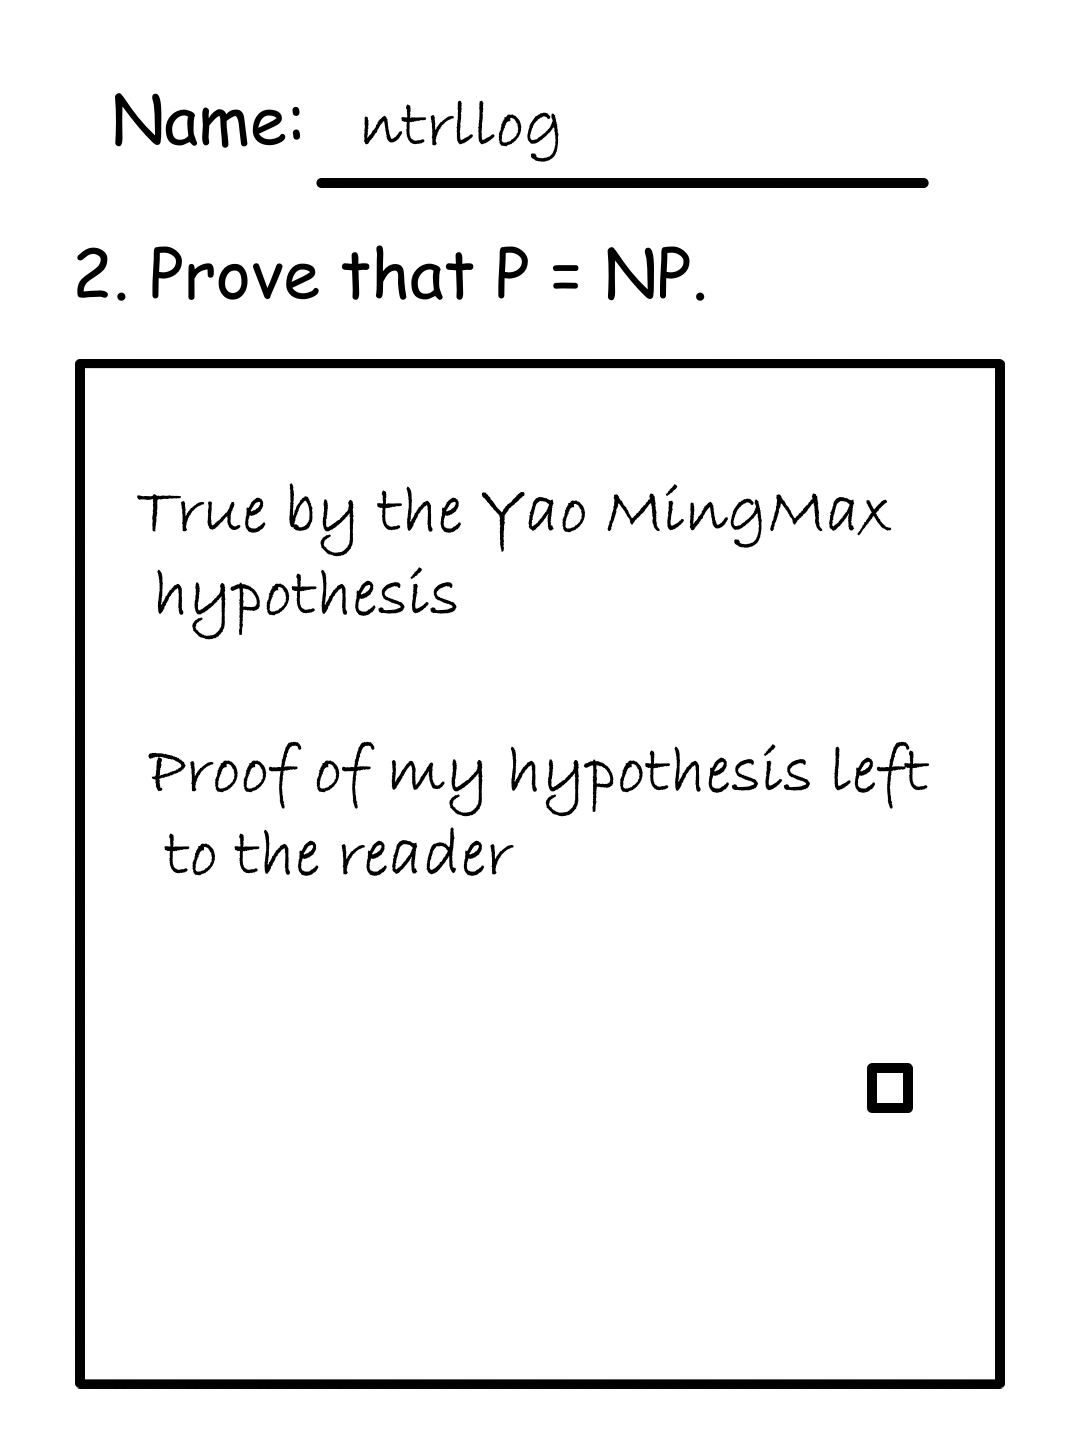 Name: ntrllog
2. Prove that P = NP.
True by the Yao MingMax
hypothesis
Proof of my hypothesis left
to the reader